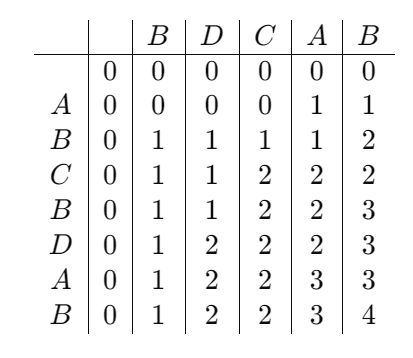 B D C A B
0 0 0 0 0 0
A 0 0 0 0 1 1
B 0 1 1 1 1 2
C 0 1 1 2 2 2
B 0 1 1 2 2 3
D 0 1 2 2 2 3
A 0 1 2 2 3 3
B 0 1 2 2 3 4